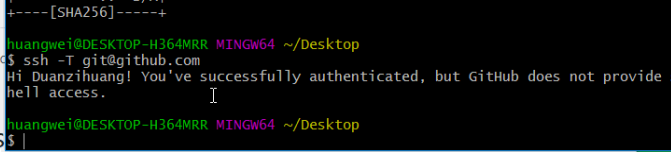 +----[SHA256]-----+
huangwei@DESKTOP-H364MRR MINGW64 ~/Desktop
$ ssh -T git@github.com
Hi Duanzihuang! You've successfully authenticated, but GitHub does not provide
hell access.
huangwei@DESKTOP-H364MRR MINGW64 ~/Desktop
$